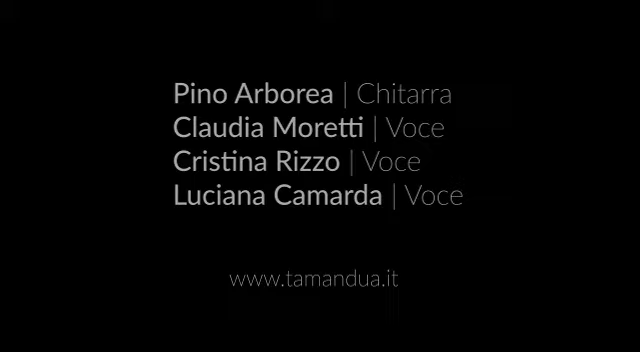 Pino Arborea | Chitarra
Claudia Moretti | Voce
Cristina Rizzo | Voce
Luciana Camarda | Voce
www.tamandua.it